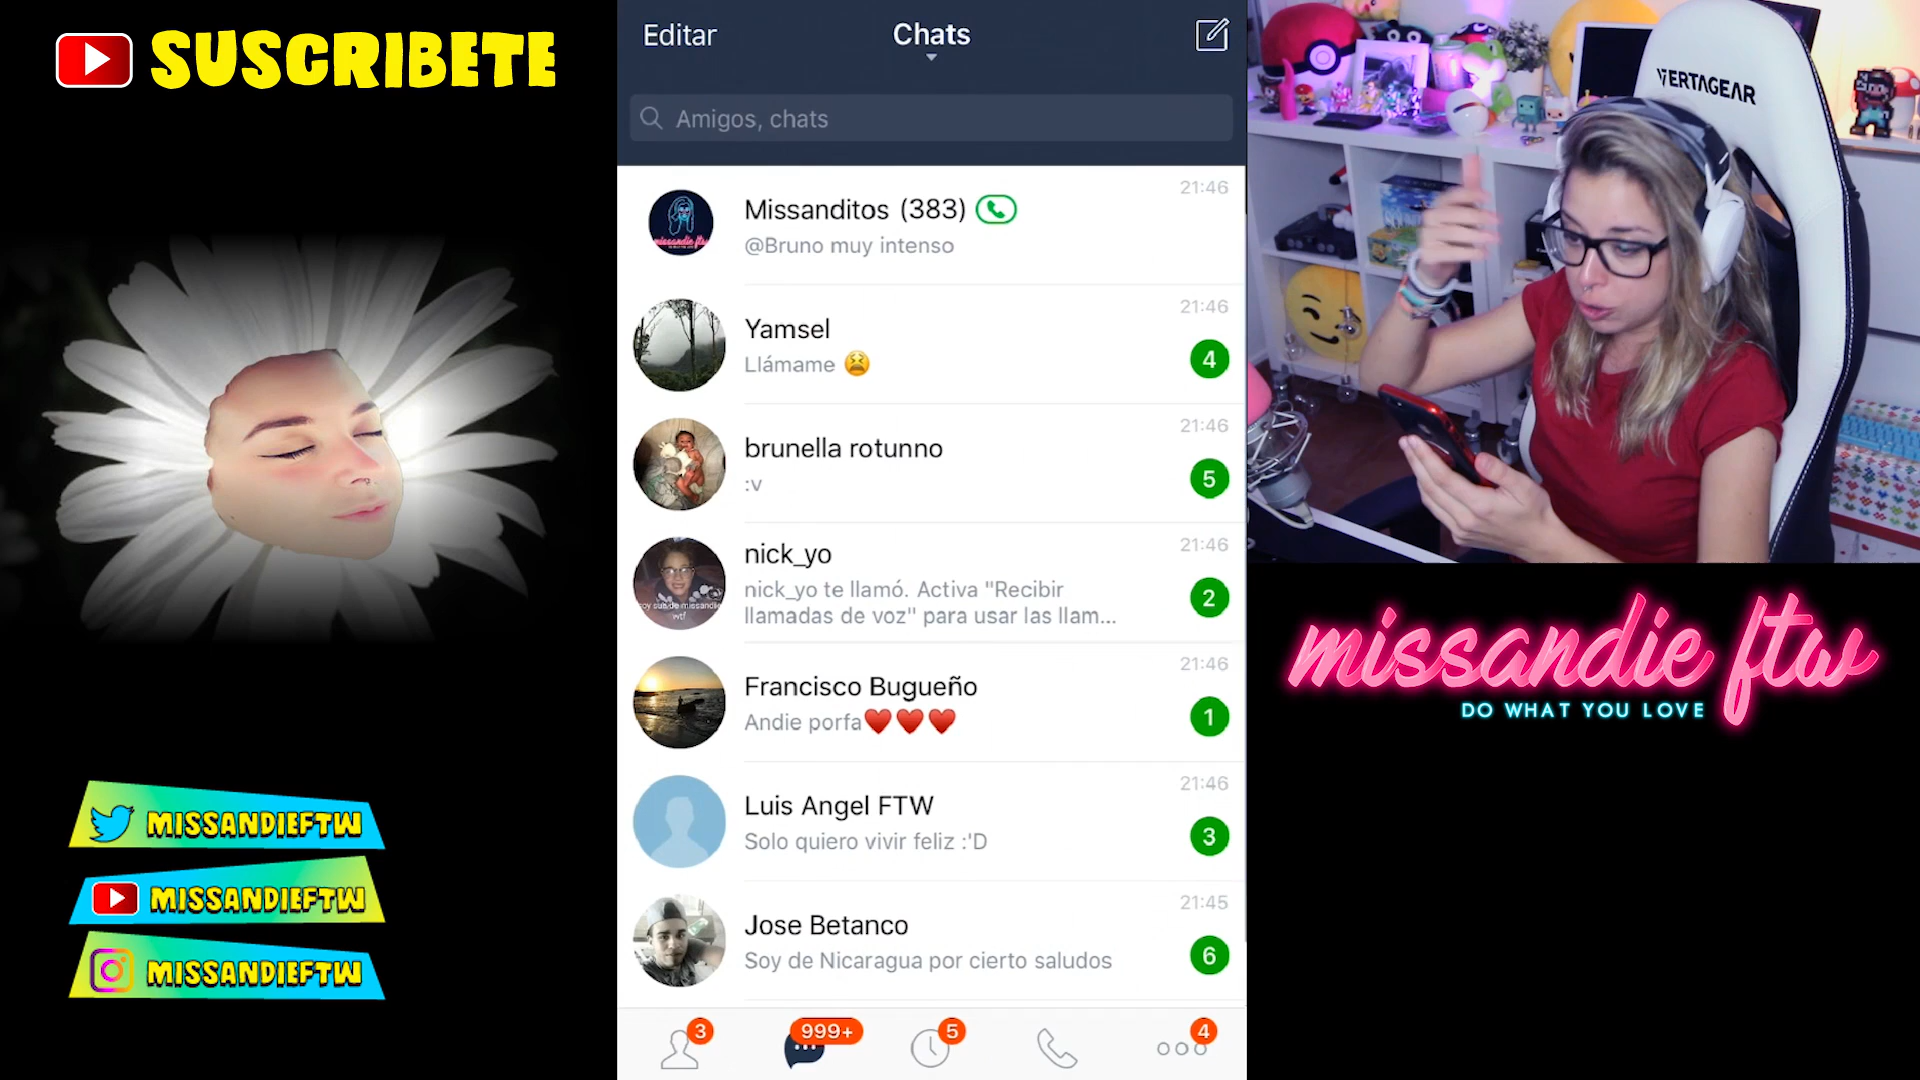 SUSCRIBETE
Editar
Chats
Amigos, chats
Missanditos (383)
21:46
@Bruno muy intenso
Yamsel
21:46
Llámame 😫
4
brunella rotunno
21:46
:v
5
nick_yo
21:46
nick_yo te llamó. Activa "Recibir
llamadas de voz" para usar las llam...
2
Francisco Bugueño
21:46
Andie porfa❤️❤️❤️
1
Luis Angel FTW
21:46
Solo quiero vivir feliz :'D
3
Jose Betanco
21:45
Soy de Nicaragua por cierto saludos
6
3
999+
5
4
MISSANDIEFTW
MISSANDIEFTW
MISSANDIEFTW
VERTAGEAR
missandie ftw
DO WHAT YOU LOVE